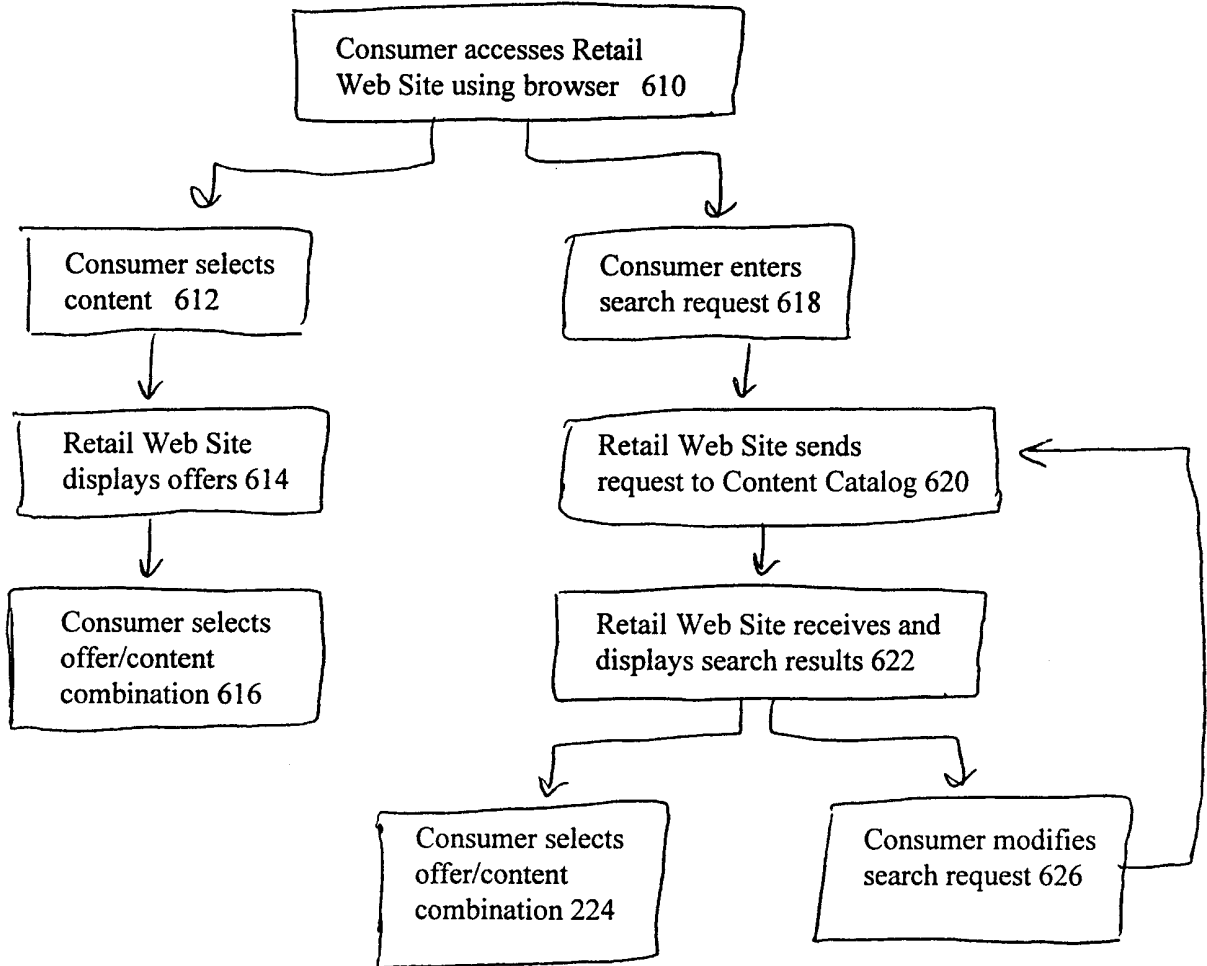 Consumer accesses Retail
Web Site using browser 610
Consumer selects
content 612
Consumer enters
search request 618
Retail Web Site
displays offers 614
Retail Web Site sends
request to Content Catalog 620
Consumer selects
offer/content
combination 616
Retail Web Site receives and
displays search results 622
Consumer selects
offer/content
combination 224
Consumer modifies
search request 626